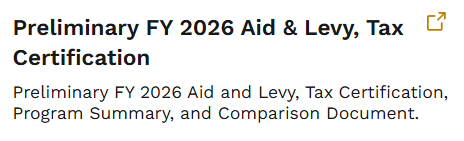 Preliminary FY 2026 Aid & Levy, Tax
Certification
Preliminary FY 2026 Aid and Levy, Tax Certification,
Program Summary, and Comparison Document.